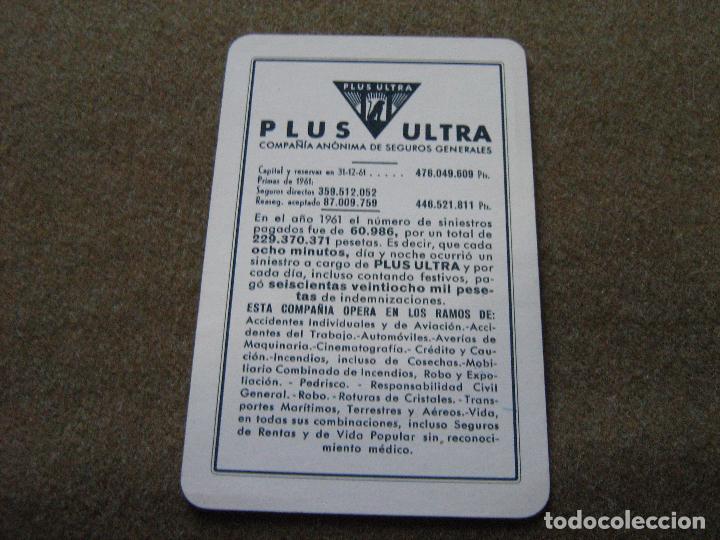 PLUS ULTRA
PLUS ULTRA
COMPAÑÍA ANÓNIMA DE SEGUROS GENERALES
Capital y reservas en 31-12-61 . . . . . 476.049.609 Pts.
Primas de 1961:
Seguros directos 359.512.052
Reaseg. aceptado 87.009.759 446.521.811 Pts.
En el año 1961 el número de siniestros
pagados fue de 60.986, por un total de
229.370.371 pesetas. Es decir, que cada
ocho minutos, día y noche ocurrió un
siniestro a cargo de PLUS ULTRA y por
cada día, incluso contando festivos, pa-
gó seiscientas veintiocho mil pese-
tas de indemnizaciones.
ESTA COMPAÑIA OPERA EN LOS RAMOS DE:
Accidentes Individuales y de Aviación.-Acci-
dentes del Trabajo.-Automóviles.-Averías de
Maquinaria.-Cinematografía.- Crédito y Cau-
ción.-Incendios, incluso de Cosechas.-Mobi-
liario Combinado de Incendios, Robo y Expo-
liación. - Pedrisco. - Responsabilidad Civil
General.-Robo.-Roturas de Cristales.-Trans-
portes Marítimos, Terrestres y Aéreos.-Vida,
en todas sus combinaciones, incluso Seguros
de Rentas y de Vida Popular sin reconoci-
miento médico.
todocoleccion.net